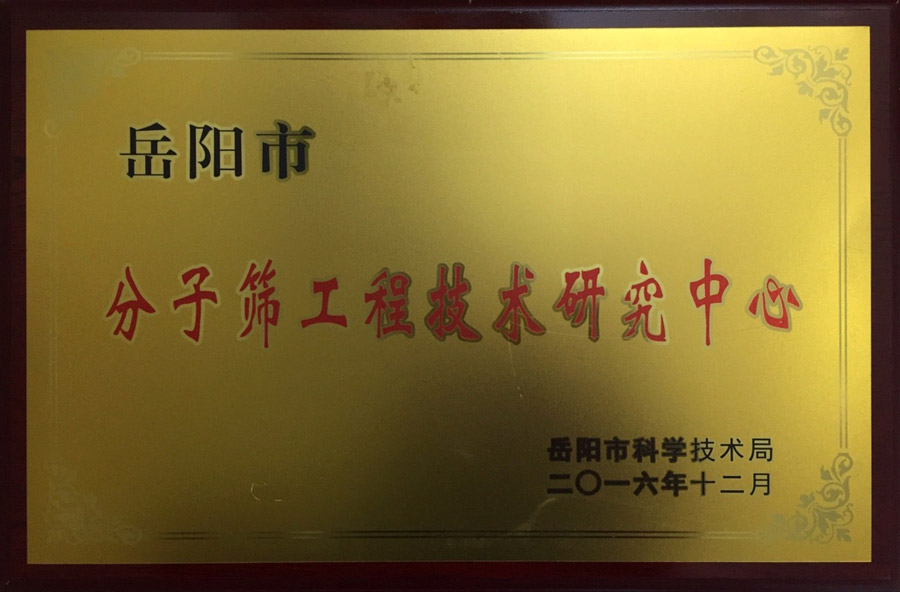 岳阳市
分子筛工程技术研究中心
岳阳市科学技术局
二〇一六年十二月